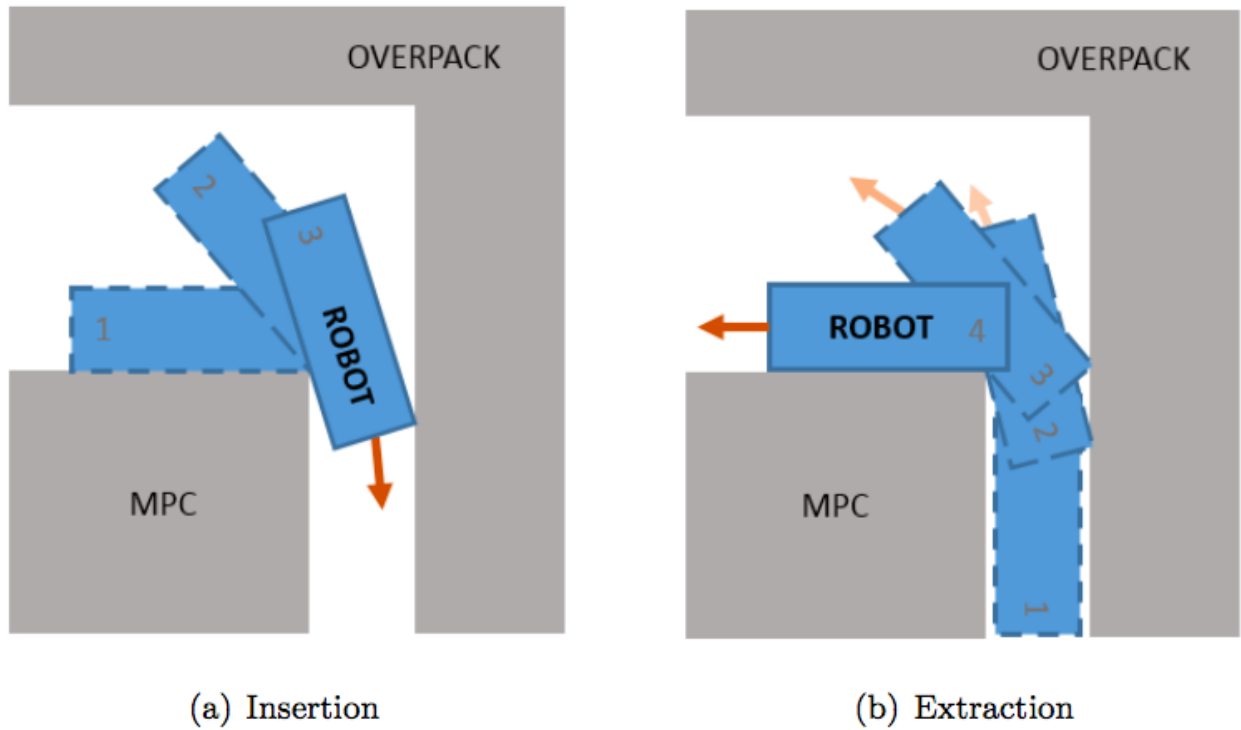 OVERPACK
2
3
1
ROBOT
MPC
(a) Insertion
OVERPACK
ROBOT
4
3
2
MPC
1
(b) Extraction